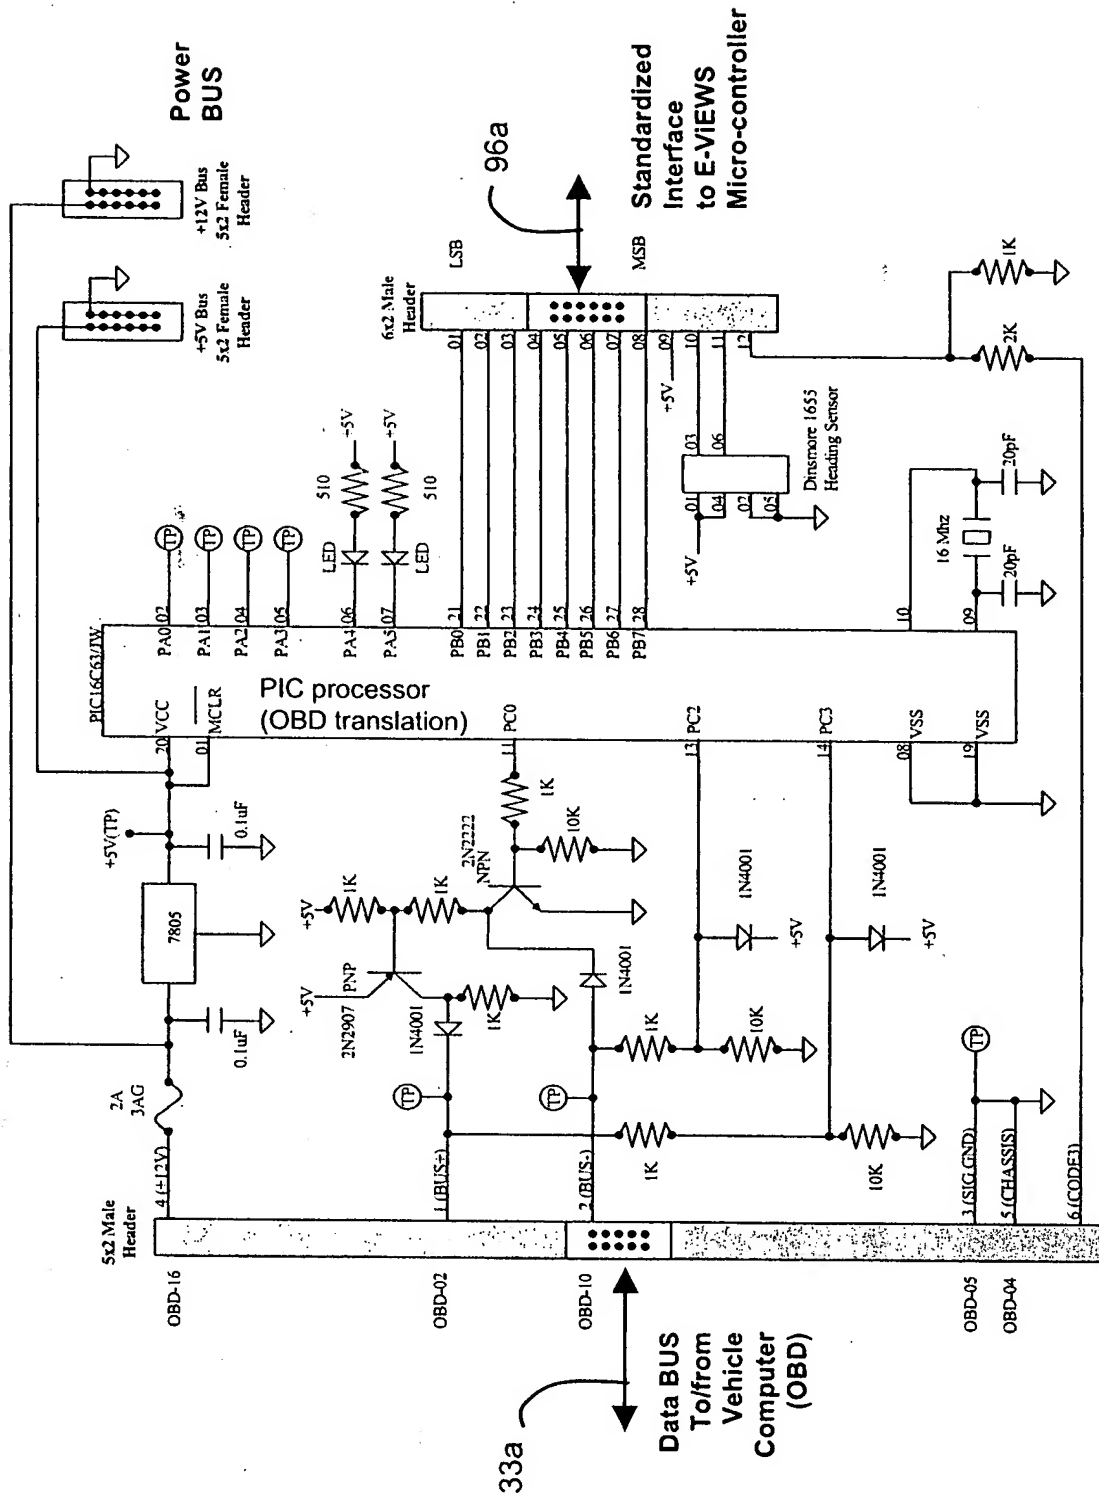 Power
BUS
+12V Bus
5x2 Female
Header
+5V Bus
5x2 Female
Header
96a
Standardized
Interface
to E-ViEWS
Micro-controller
6x2 Male
Header
LSB
MSB
01
02
03
04
05
06
07
08
09
10
11
12
+5V
1K
2K
Dinsmore 1655
Heading Sensor
03
06
01
04
02
05
+5V
+5V
+5V
510
510
LED
LED
TP
TP
TP
TP
PA0 02
PA1 03
PA2 04
PA3 05
PA4 06
PA5 07
PB0 21
PB1 22
PB2 23
PB3 24
PB4 25
PB5 26
PB6 27
PB7 28
10
09
16 Mhz
20pF
20pF
PIC16C63/JW
PIC processor
(OBD translation)
20 VCC
01 MCLR
11 PC0
13 PC2
14 PC3
08 VSS
19 VSS
+5V(TP)
0.1uF
7805
0.1uF
2A
3AG
+5V
1K
1K
2N2222
NPN
1K
10K
+5V
2N2907
PNP
1N4001
1K
1N4001
1N4001
+5V
1N4001
+5V
TP
TP
1K
10K
1K
10K
TP
4 (+12V)
1 (BUS+)
2 (BUS-)
3 (SIG.GND)
5 (CHASSIS)
6 (CODE3)
5x2 Male
Header
OBD-16
OBD-02
OBD-10
OBD-05
OBD-04
33a
Data BUS
To/from
Vehicle
Computer
(OBD)